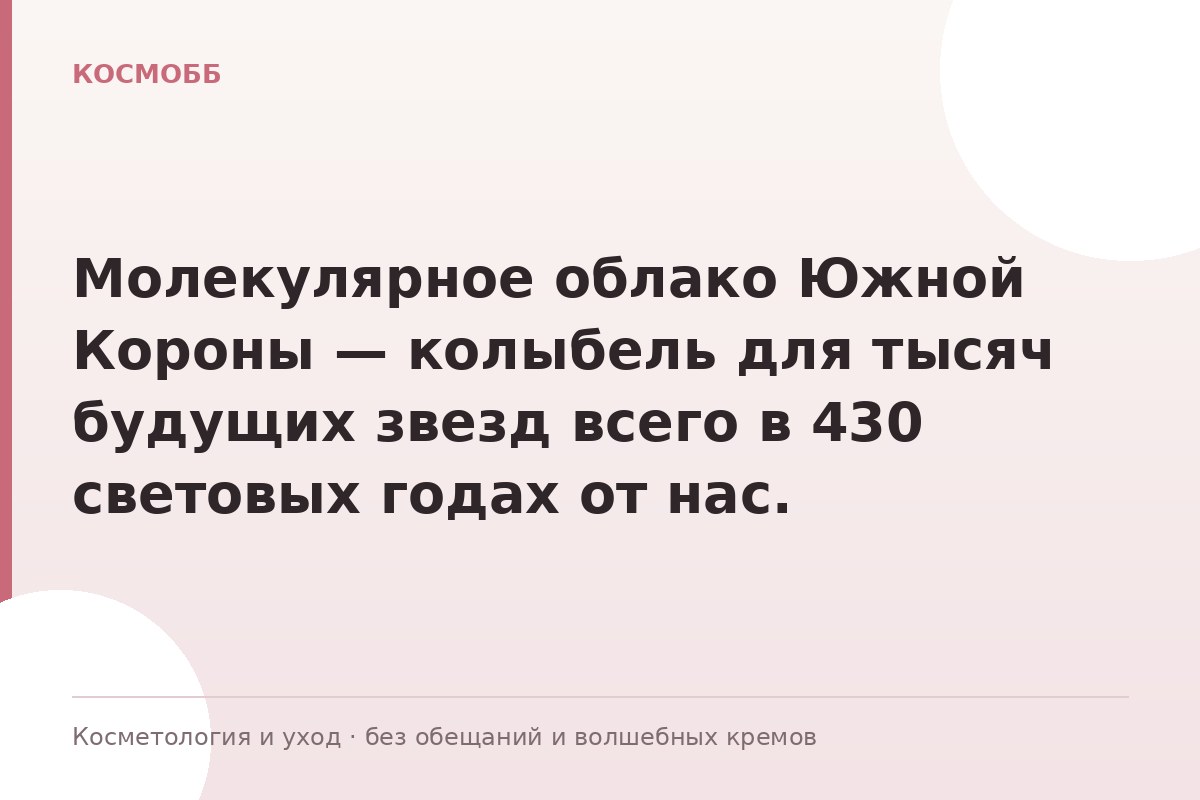 КОСМОББ
Молекулярное облако Южной
Короны — колыбель для тысяч
будущих звезд всего в 430
световых годах от нас.
Косметология и уход · без обещаний и волшебных кремов